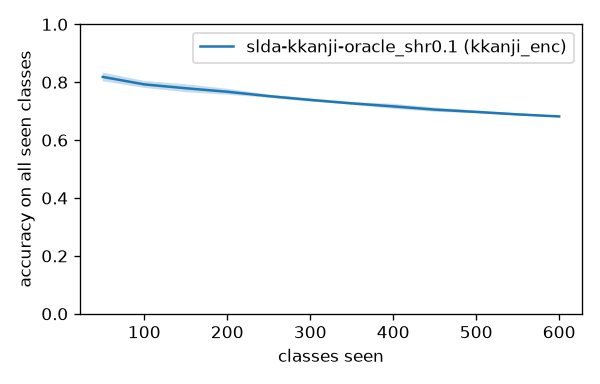 slda-kkanji-oracle_shr0.1 (kkanji_enc)
accuracy on all seen classes
1.0
0.8
0.6
0.4
0.2
0.0
100 200 300 400 500 600
classes seen